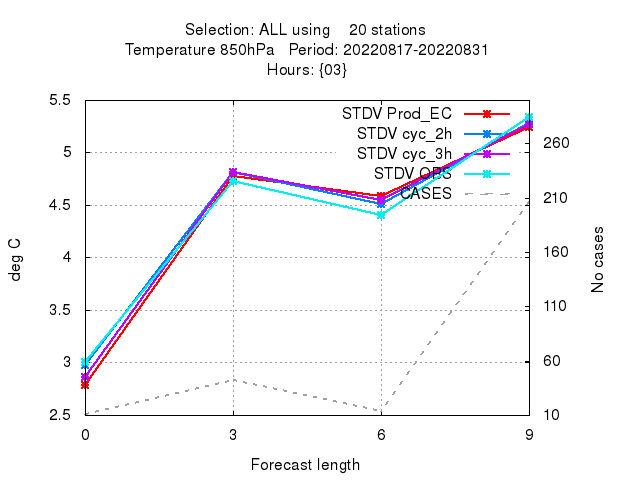 Selection: ALL using 20 stations
Temperature 850hPa Period: 20220817-20220831
Hours: {03}
5.5
5
4.5
4
3.5
3
2.5
deg C
STDV Prod_EC
STDV cyc_2h
STDV cyc_3h
STDV OBS
CASES
260
210
160
110
60
10
No cases
0 3 6 9
Forecast length